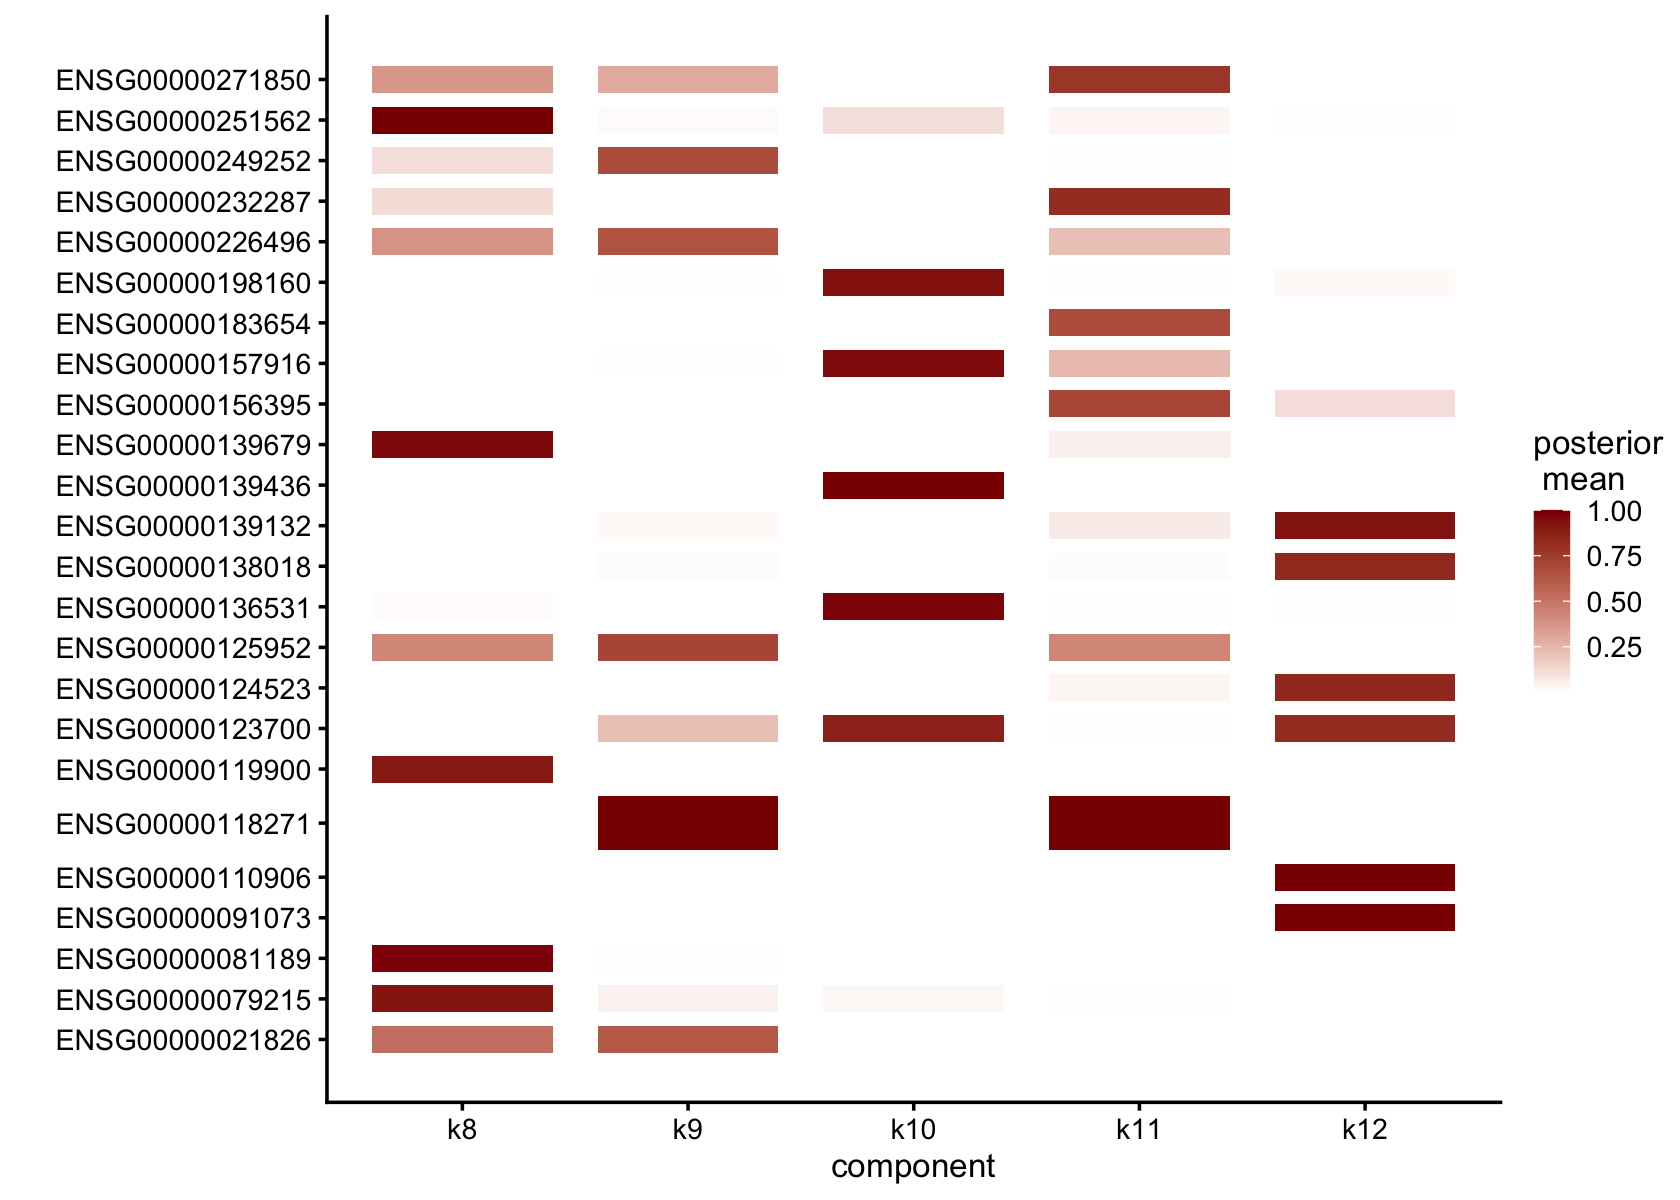 ENSG00000271850
ENSG00000251562
ENSG00000249252
ENSG00000232287
ENSG00000226496
ENSG00000198160
ENSG00000183654
ENSG00000157916
ENSG00000156395
ENSG00000139679
ENSG00000139436
ENSG00000139132
ENSG00000138018
ENSG00000136531
ENSG00000125952
ENSG00000124523
ENSG00000123700
ENSG00000119900
ENSG00000118271
ENSG00000110906
ENSG00000091073
ENSG00000081189
ENSG00000079215
ENSG00000021826
k8 k9 k10 k11 k12
component
posterior
mean
1.00
0.75
0.50
0.25